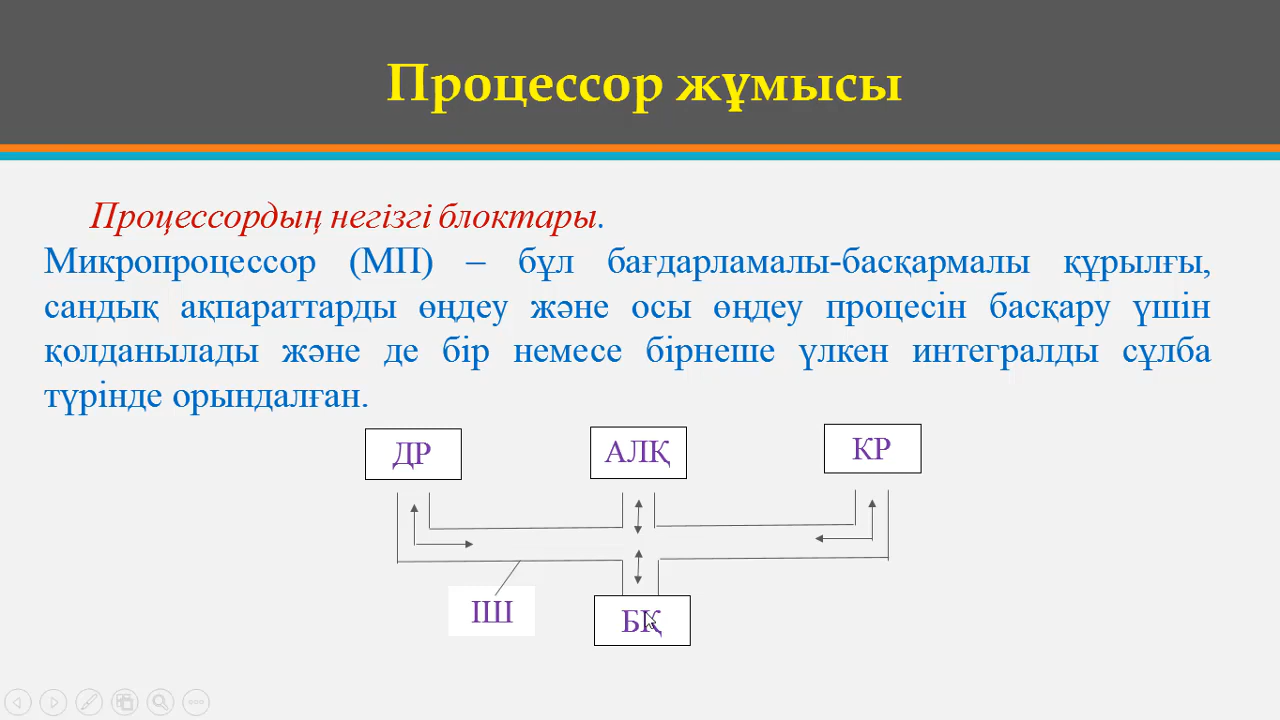 Процессор жұмысы
Процессордың негізгі блоктары.
Микропроцессор (МП) – бұл бағдарламалы-басқармалы құрылғы,
сандық ақпараттарды өңдеу және осы өңдеу процесін басқару үшін
қолданылады және де бір немесе бірнеше үлкен интегралды сұлба
түрінде орындалған.
ДР
АЛҚ
КР
ІШ
БҚ